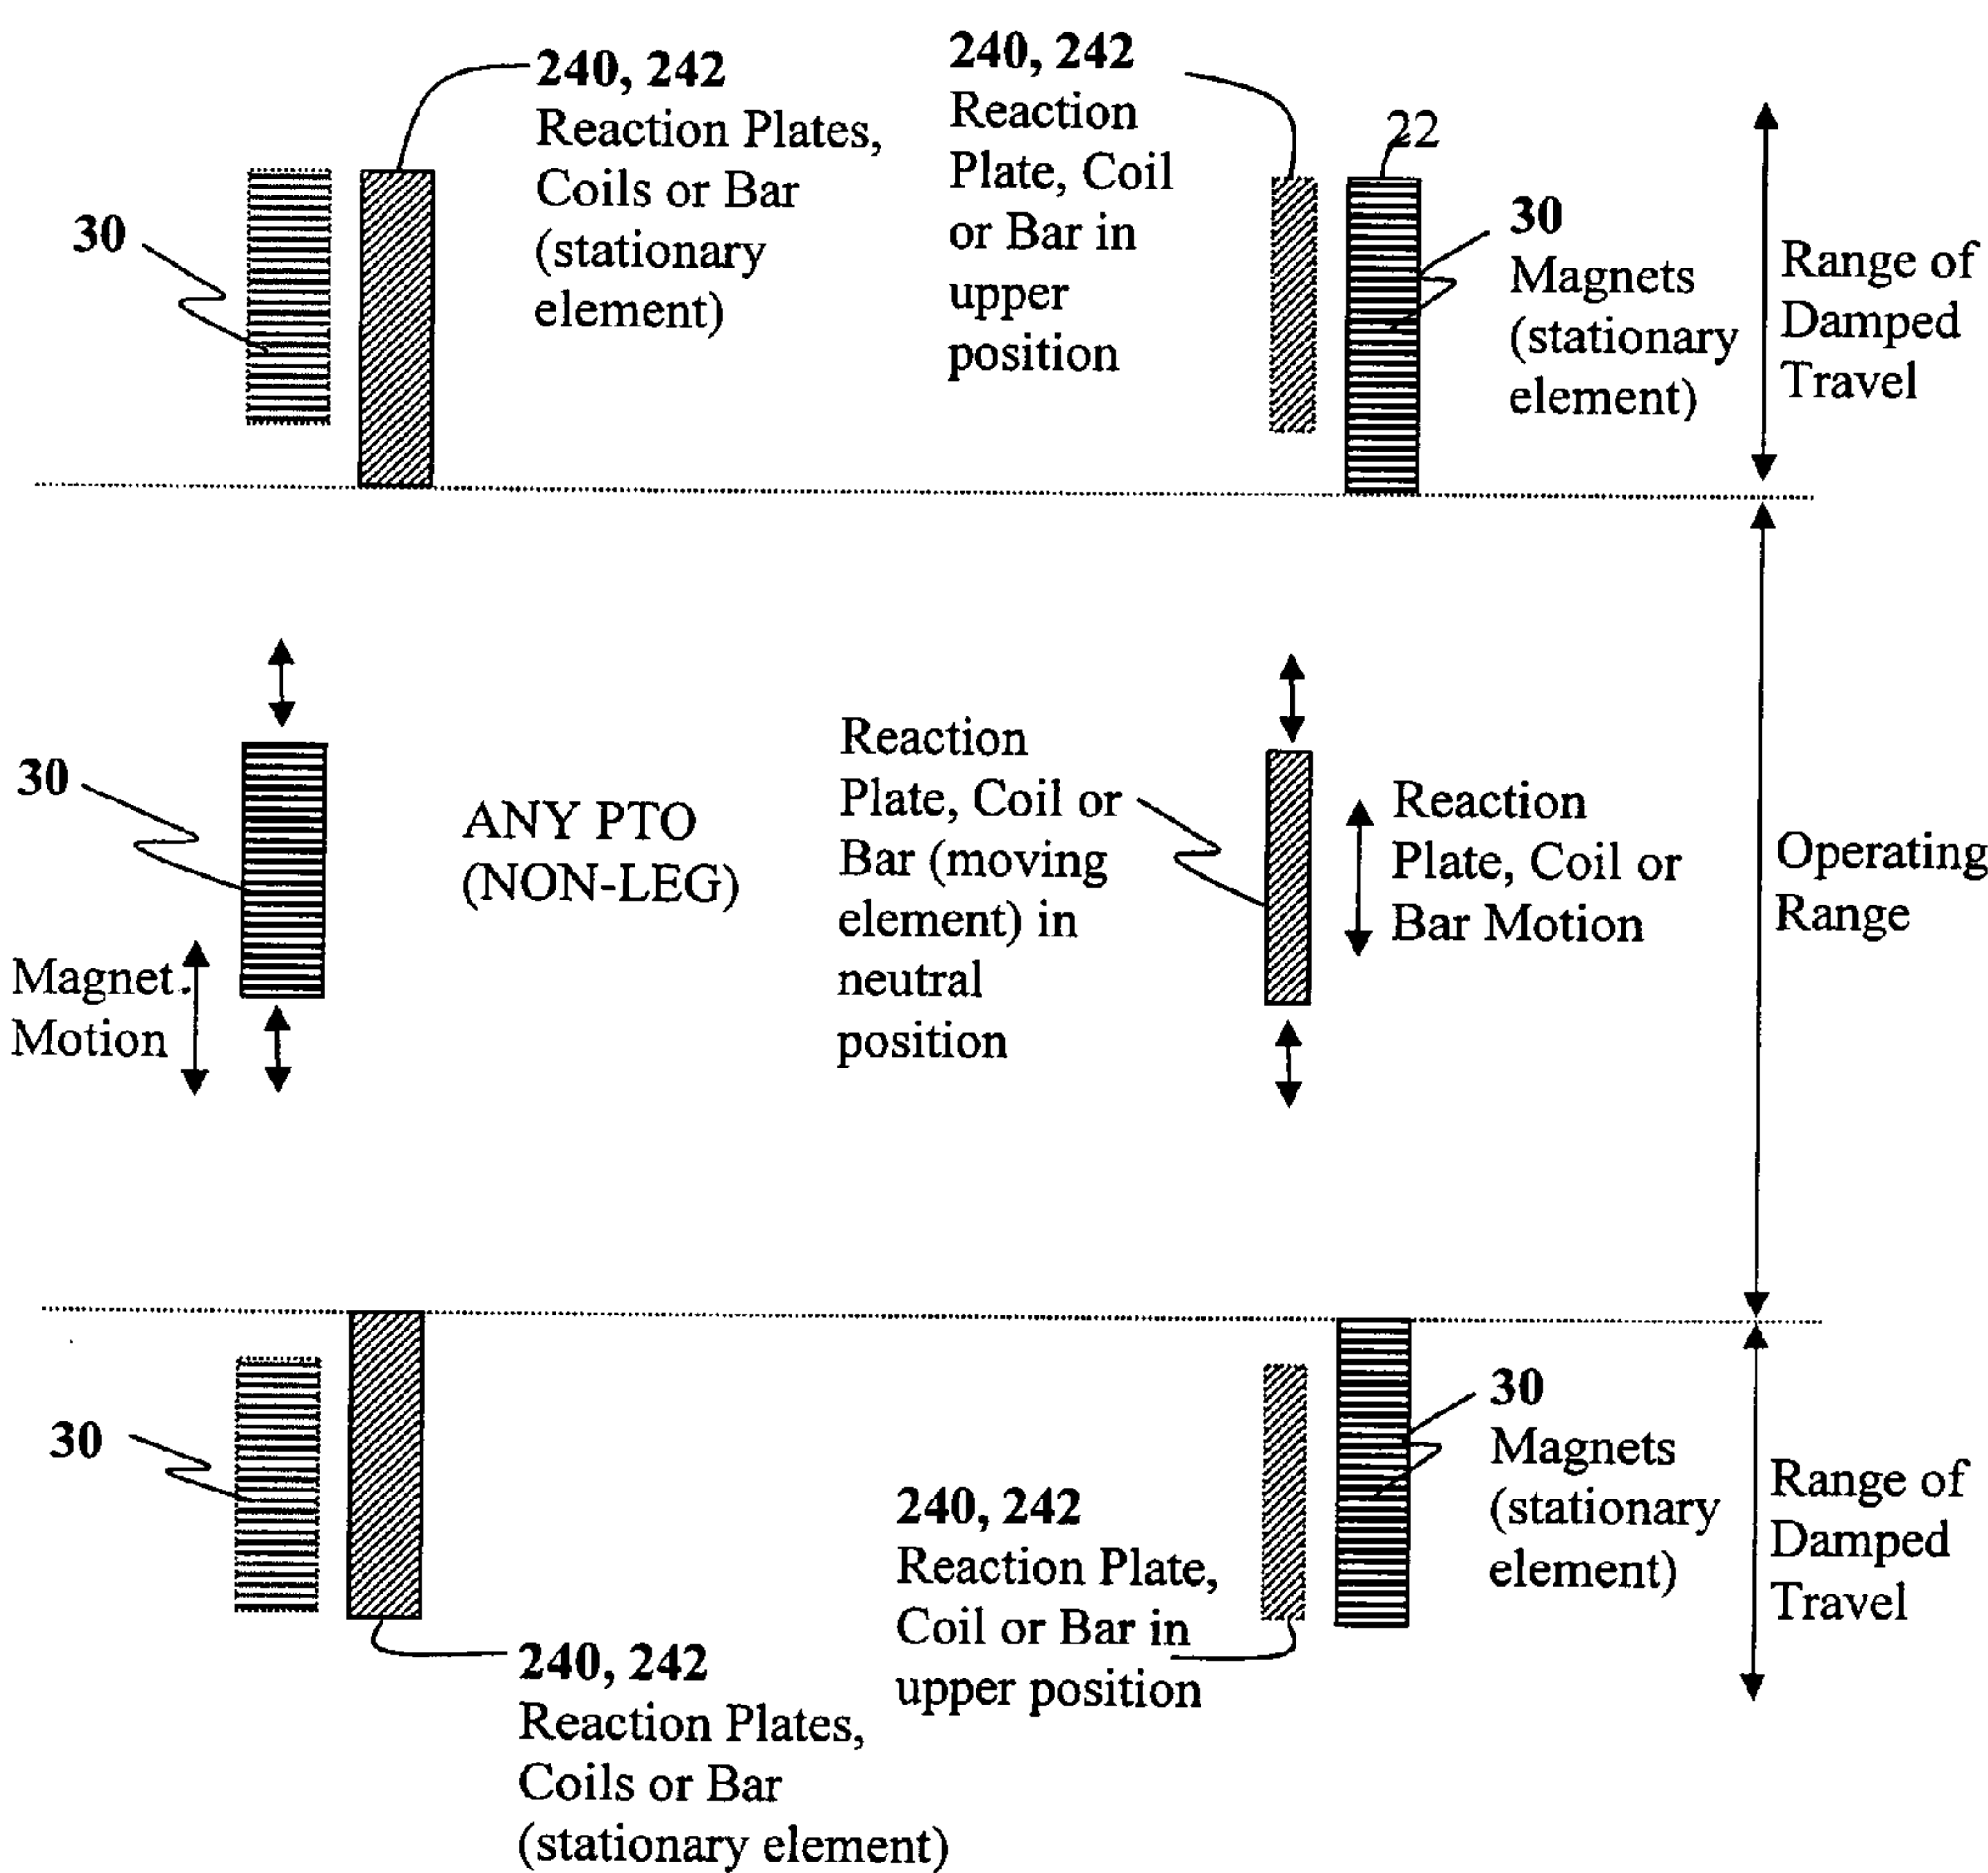 240, 242
Reaction Plates,
Coils or Bar
(stationary
element)
30
240, 242
Reaction
Plate, Coil
or Bar in
upper
position
22
30
Magnets
(stationary
element)
Range of
Damped
Travel
30
Magnet
Motion
ANY PTO
(NON-LEG)
Reaction
Plate, Coil or
Bar (moving
element) in
neutral
position
Reaction
Plate, Coil or
Bar Motion
Operating
Range
30
240, 242
Reaction Plates,
Coils or Bar
(stationary element)
240, 242
Reaction Plate,
Coil or Bar in
upper position
30
Magnets
(stationary
element)
Range of
Damped
Travel